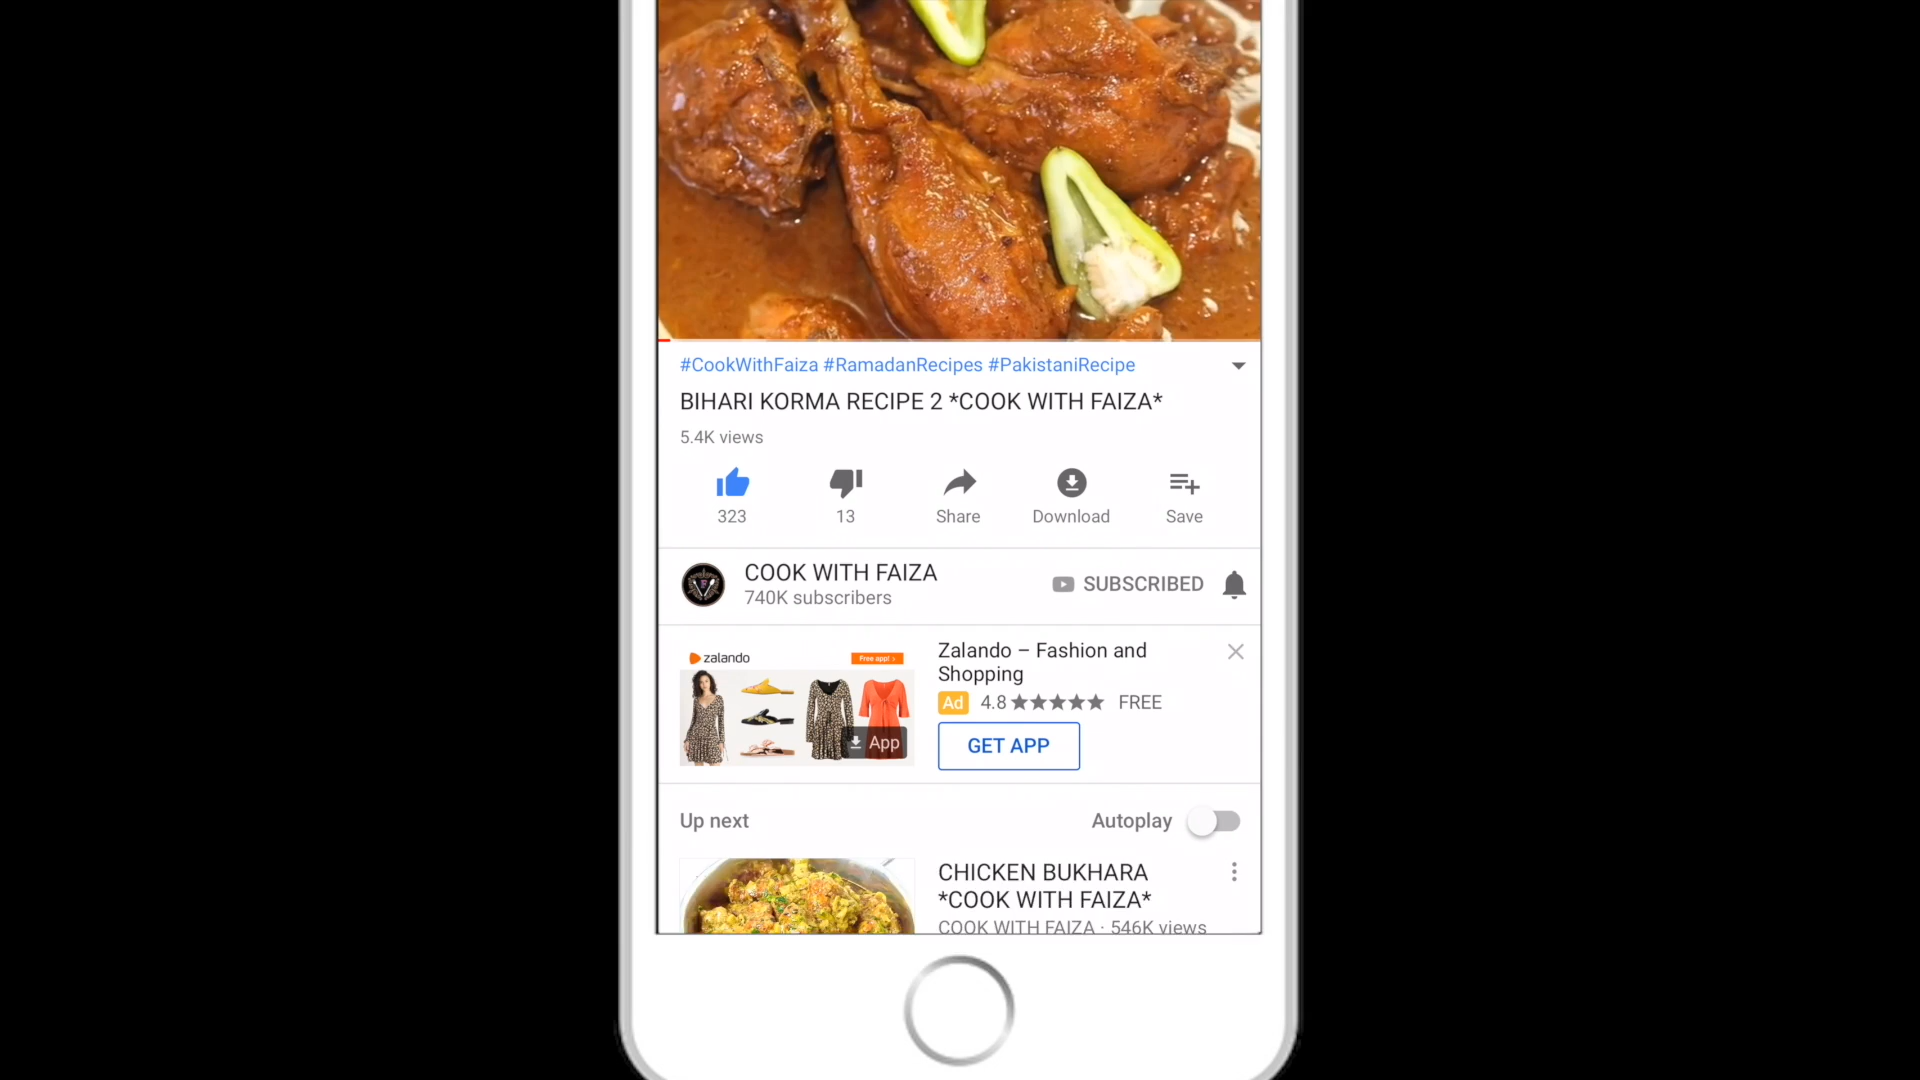 #CookWithFaiza #RamadanRecipes #PakistaniRecipe
BIHARI KORMA RECIPE 2 *COOK WITH FAIZA*
5.4K views
323
13
Share
Download
Save
COOK WITH FAIZA
740K subscribers
SUBSCRIBED
zalando
Free app! >
App
Zalando – Fashion and
Shopping
Ad 4.8★★★★★ FREE
GET APP
Up next
Autoplay
CHICKEN BUKHARA
*COOK WITH FAIZA*
COOK WITH FAIZA · 546K views